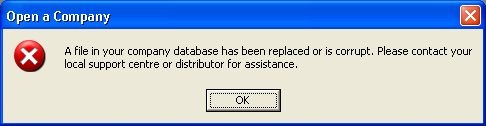 Open a Company
A file in your company database has been replaced or is corrupt. Please contact your
local support centre or distributor for assistance.
OK